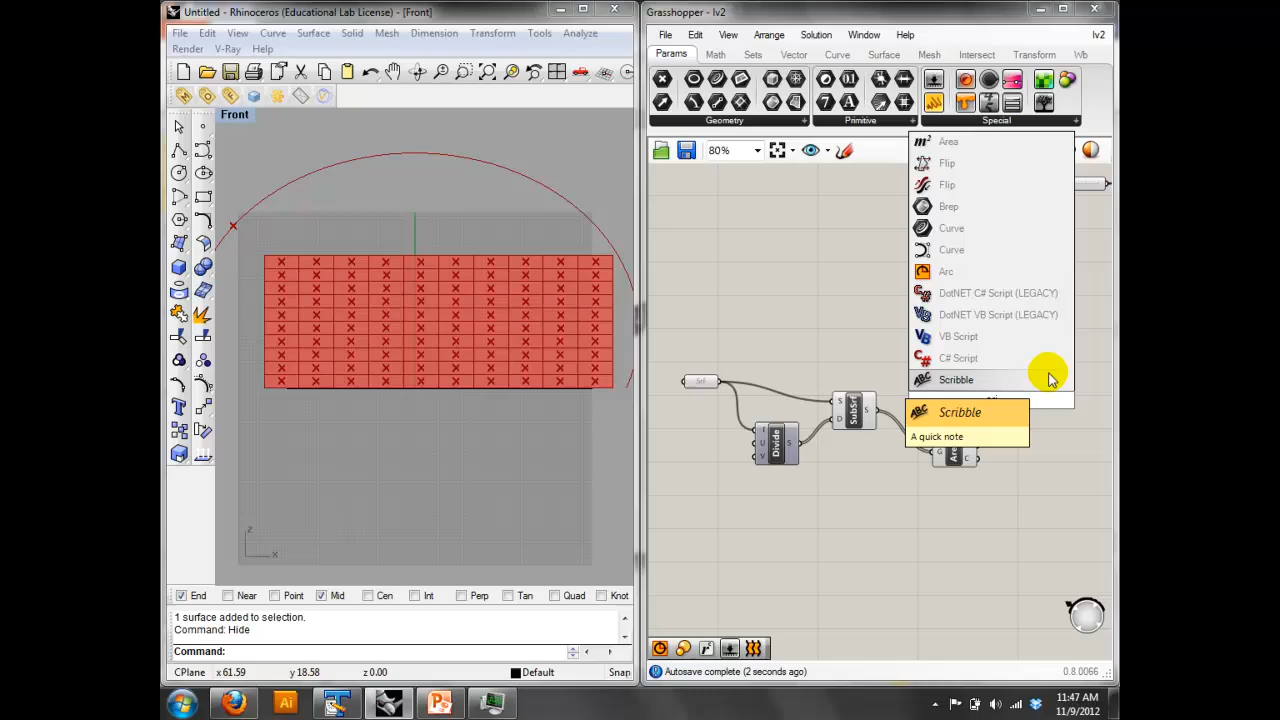 Untitled - Rhinoceros (Educational Lab License) - [Front]
File Edit View Curve Surface Solid Mesh Dimension Transform Tools Analyze
Render V-Ray Help
Front
z
x
End Near Point Mid Cen Int Perp Tan Quad Knot
1 surface added to selection.
Command: Hide
Command:
CPlane x 61.59 y 18.58 z 0.00 Default Snap
Grasshopper - lv2
File Edit View Arrange Solution Window Help lv2
Params Math Sets Vector Curve Surface Mesh Intersect Transform Wb
Geometry Primitive Special
80%
m² Area
Flip
Flip
Brep
Curve
Curve
Arc
DotNET C# Script (LEGACY)
DotNET VB Script (LEGACY)
VB Script
C# Script
Scribble
Scribble
A quick note
Srf
S
D
SubSrf
S
I
U
V
Divide
S
G
C
Autosave complete (2 seconds ago) 0.8.0066
11:47 AM
11/9/2012